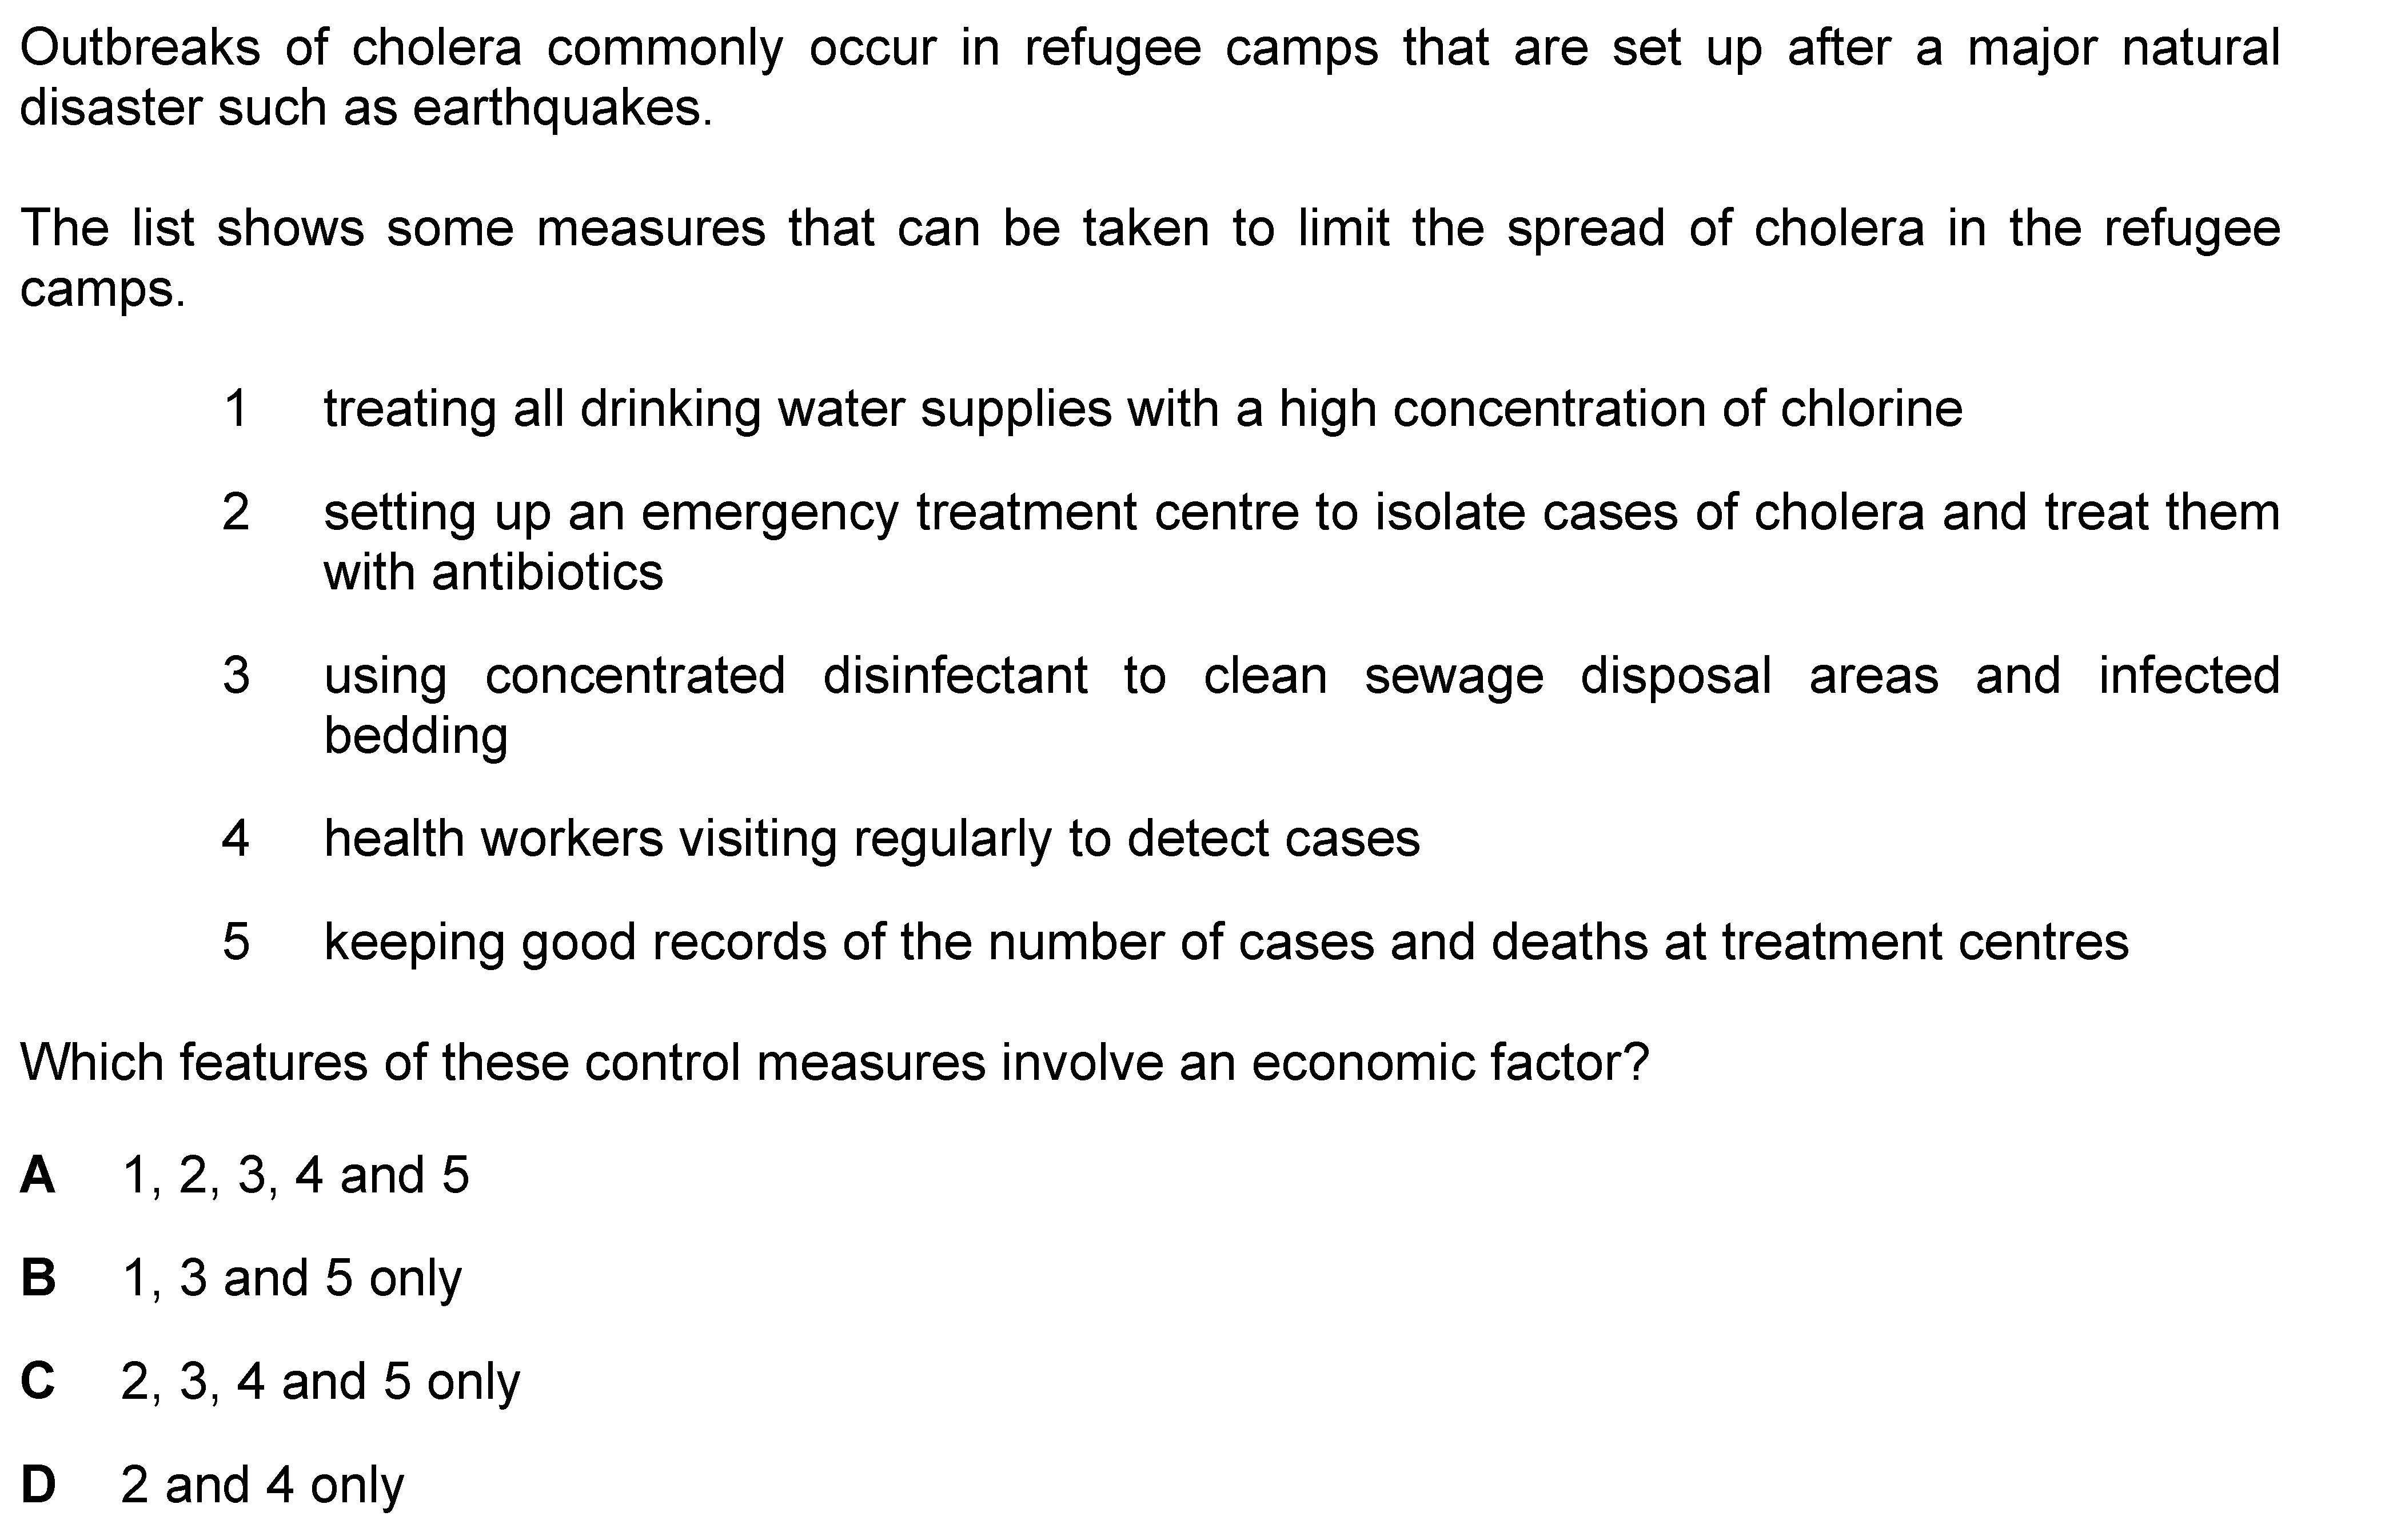 Outbreaks of cholera commonly occur in refugee camps that are set up after a major natural
disaster such as earthquakes.
The list shows some measures that can be taken to limit the spread of cholera in the refugee
camps.
1 treating all drinking water supplies with a high concentration of chlorine
2 setting up an emergency treatment centre to isolate cases of cholera and treat them
with antibiotics
3 using concentrated disinfectant to clean sewage disposal areas and infected
bedding
4 health workers visiting regularly to detect cases
5 keeping good records of the number of cases and deaths at treatment centres
Which features of these control measures involve an economic factor?
A 1, 2, 3, 4 and 5
B 1, 3 and 5 only
C 2, 3, 4 and 5 only
D 2 and 4 only